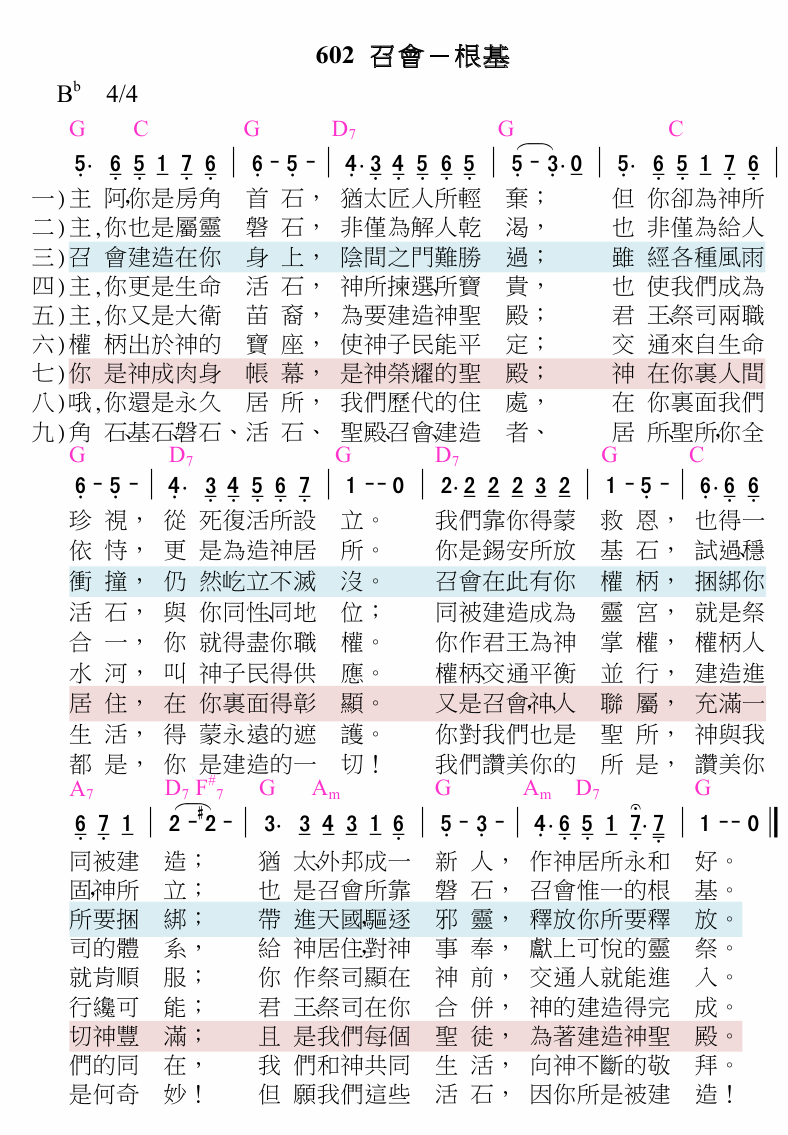 602 召會－根基
Bb 4/4
G C G D7 G C
5· 6 5 1 7 6 | 6 - 5 - | 4· 3 4 5 6 5 | 5 - 3· 0 | 5· 6 5 1 7 6 |
一)主 阿,你是房角 首 石， 猶太匠人所輕 棄； 但 你卻為神所
二)主,你也是屬靈 磐 石， 非僅為解人乾 渴， 也 非僅為給人
三)召 會建造在你 身 上， 陰間之門難勝 過； 雖 經各種風雨
四)主,你更是生命 活 石， 神所揀選、所寶 貴， 也 使我們成為
五)主,你又是大衛 苗 裔， 為要建造神聖 殿； 君 王、祭司兩職
六)權 柄出於神的 寶 座， 使神子民能平 定； 交 通來自生命
七)你 是神成肉身 帳 幕， 是神榮耀的聖 殿； 神 在你裏人間
八)哦,你還是永久 居 所， 我們歷代的住 處， 在 你裏面我們
九)角 石、基石、磐石、活 石、 聖殿、召會、建造 者、 居 所、聖所，你全
G D7 G D7 G C
6 - 5 - | 4· 3 4 5 6 7 | 1 -- 0 | 2· 2 2 2 3 2 | 1 - 5 - | 6· 6 6
珍 視， 從 死復活所設 立。 我們靠你得蒙 救 恩， 也得一
依 恃， 更 是為造神居 所。 你是錫安所放 基 石， 試過、穩
衝 撞， 仍 然屹立不滅 沒。 召會在此有你 權 柄， 捆綁你
活 石， 與 你同性、同地 位； 同被建造成為 靈 宮， 就是祭
合 一， 你 就得盡你職 權。 你作君王為神 掌 權， 權柄人
水 河， 叫 神子民得供 應。 權柄、交通平衡 並 行， 建造進
居 住， 在 你裏面得彰 顯。 又是召會，神、人 聯 屬， 充滿一
生 活， 得 蒙永遠的遮 護。 你對我們也是 聖 所， 神與我
都 是， 你 是建造的一 切！ 我們讚美你的 所 是， 讚美你
A7 D7 F#7 G Am G Am D7 G
6 7 1 | 2 - #2 - | 3· 3 4 3 1 6 | 5 - 3 - | 4· 6 5 1 7· 7 | 1 -- 0 ‖
同被建 造； 猶 太、外邦成一 新 人， 作神居所永和 好。
固，神所 立； 也 是召會所靠 磐 石， 召會惟一的根 基。
所要捆 綁； 帶 進天國，驅逐 邪 靈， 釋放你所要釋 放。
司的體 系， 給 神居住，對神 事 奉， 獻上可悅的靈 祭。
就肯順 服； 你 作祭司顯在 神 前， 交通人就能進 入。
行纔可 能； 君 王、祭司在你 合 併， 神的建造得完 成。
切神豐 滿； 且 是我們每個 聖 徒， 為著建造神聖 殿。
們的同 在， 我 們和神共同 生 活， 向神不斷的敬 拜。
是何奇 妙！ 但 願我們這些 活 石， 因你所是被建 造！